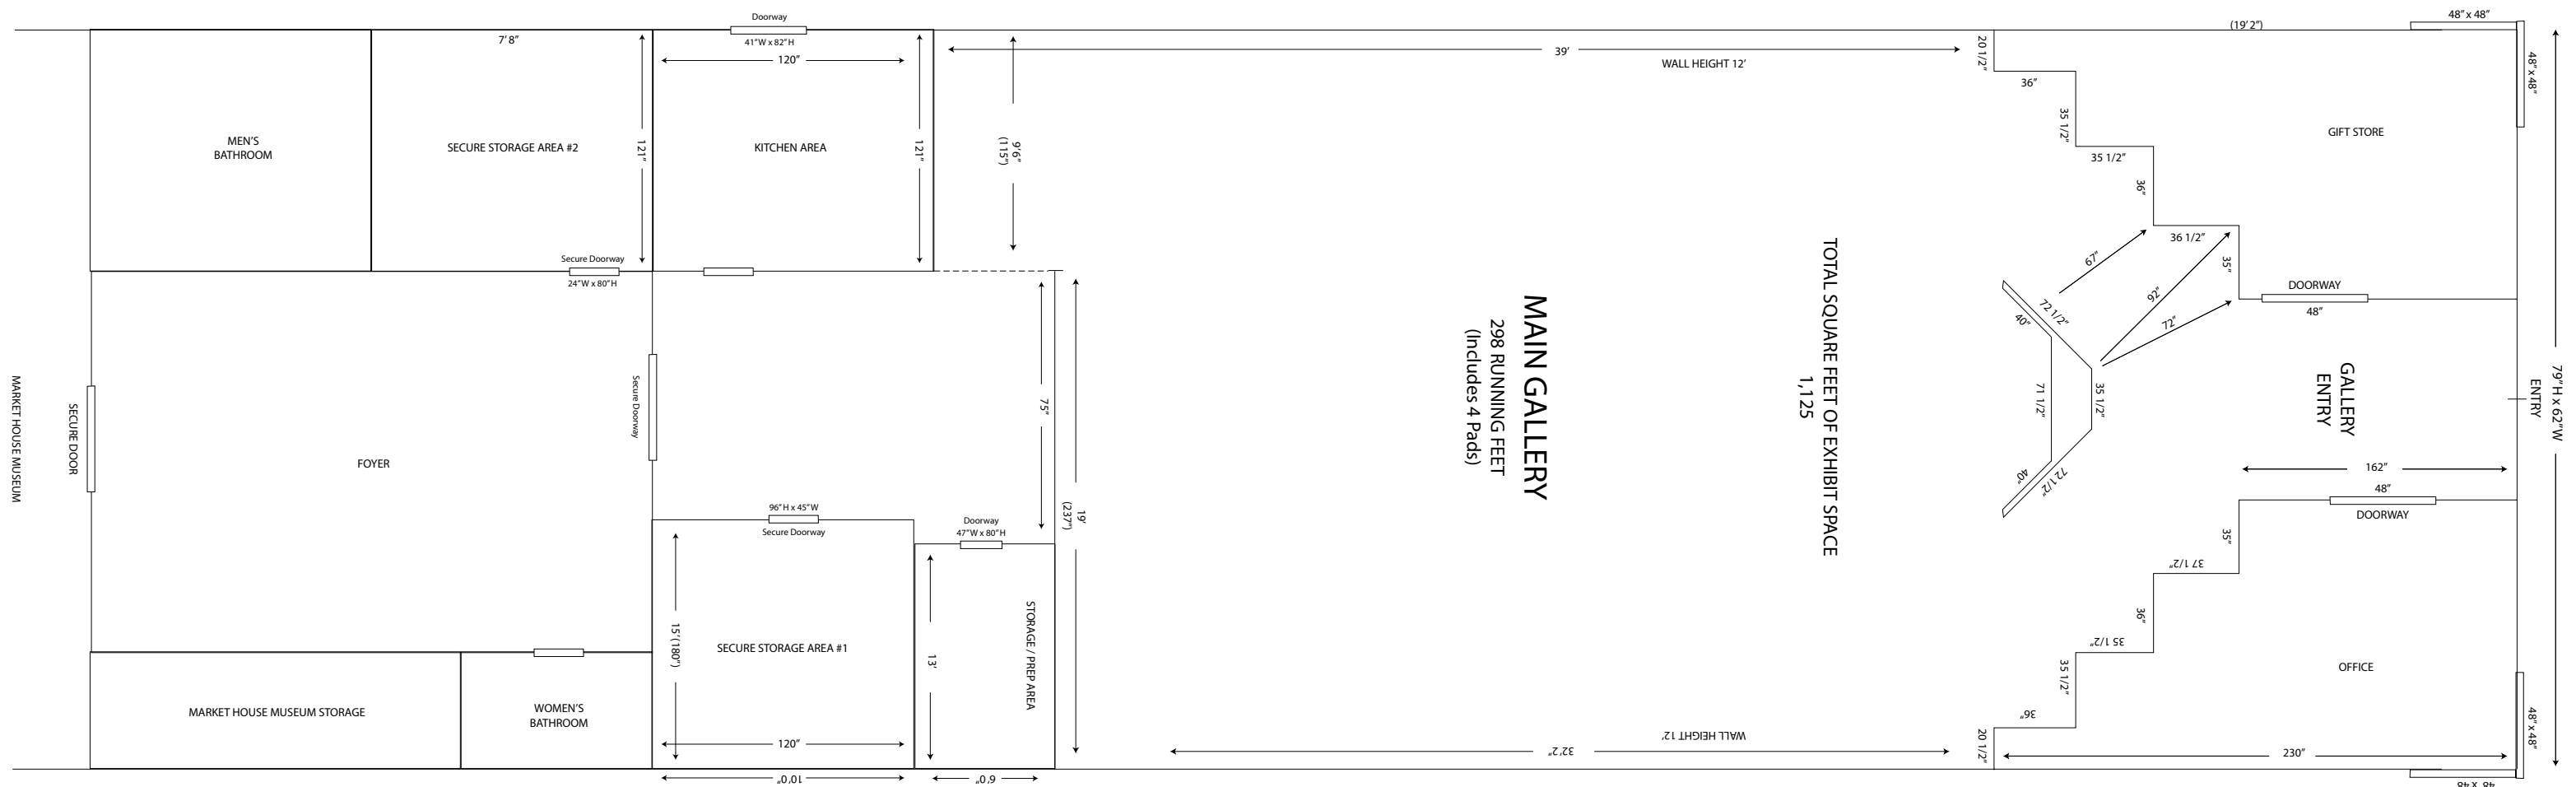 Doorway
41"W x 82"H
120"
7' 8"
121"
121"
MEN'S
BATHROOM
SECURE STORAGE AREA #2
KITCHEN AREA
Secure Doorway
24"W x 80"H
9'6"
(115")
39'
WALL HEIGHT 12'
20 1/2"
36"
35 1/2"
35 1/2"
36"
36 1/2"
35"
(19' 2")
48" x 48"
48" x 48"
GIFT STORE
DOORWAY
48"
67"
92"
72"
72 1/2"
40"
71 1/2"
35 1/2"
40"
72 1/2"
TOTAL SQUARE FEET OF EXHIBIT SPACE
1,125
MAIN GALLERY
298 RUNNING FEET
(Includes 4 Pads)
GALLERY
ENTRY
ENTRY
79"H x 62"W
162"
48"
DOORWAY
35"
37 1/2"
36"
35 1/2"
35 1/2"
36"
20 1/2"
OFFICE
230"
48" x 48"
48 x 48
WALL HEIGHT 12'
32'2"
75"
19'
(237")
MARKET HOUSE MUSEUM
SECURE DOOR
FOYER
Secure Doorway
96"H x 45"W
Secure Doorway
Doorway
47"W x 80"H
15'(180")
SECURE STORAGE AREA #1
13'
STORAGE / PREP AREA
120"
10'0"
6'0"
MARKET HOUSE MUSEUM STORAGE
WOMEN'S
BATHROOM